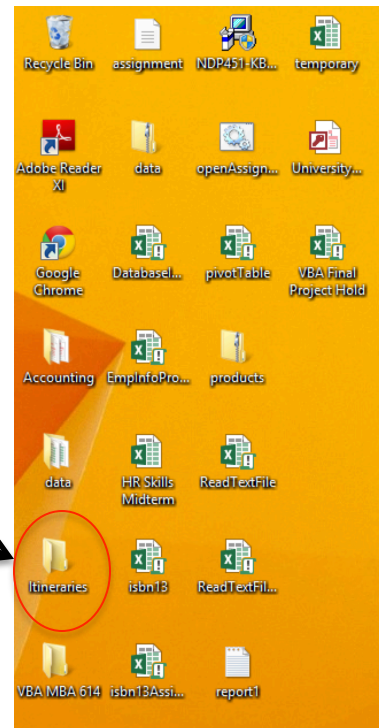 Recycle Bin
assignment
NDP451-KB...
temporary
Adobe Reader
XI
data
openAssign...
University...
Google
Chrome
DatabaseI...
pivotTable
VBA Final
Project Hold
Accounting
EmpInfoPro...
products
data
HR Skills
Midterm
ReadTextFile
Itineraries
isbn13
ReadTextFil...
VBA MBA 614
isbn13Assi...
report1